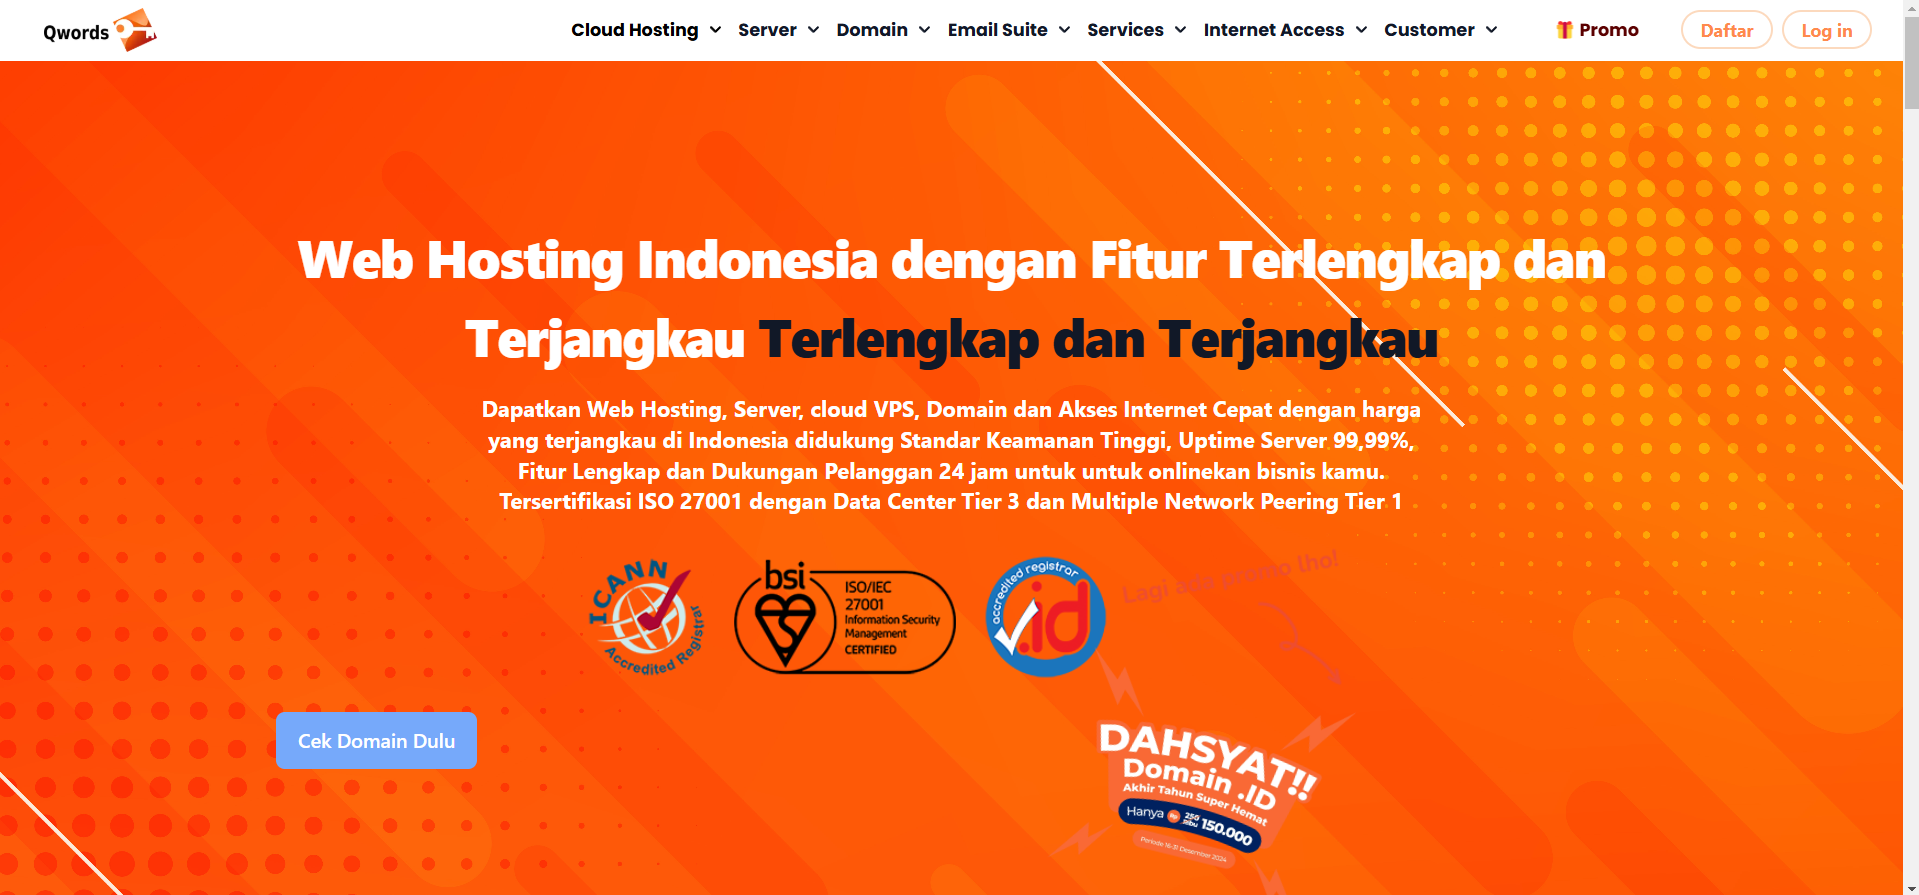 Qwords
Cloud Hosting
Server
Domain
Email Suite
Services
Internet Access
Customer
Promo
Daftar
Log in
Web Hosting Indonesia dengan Fitur Terlengkap dan
Terjangkau Terlengkap dan Terjangkau
Dapatkan Web Hosting, Server, cloud VPS, Domain dan Akses Internet Cepat dengan harga
yang terjangkau di Indonesia didukung Standar Keamanan Tinggi, Uptime Server 99,99%,
Fitur Lengkap dan Dukungan Pelanggan 24 jam untuk untuk onlinekan bisnis kamu.
Tersertifikasi ISO 27001 dengan Data Center Tier 3 dan Multiple Network Peering Tier 1
ICANN
Accredited Registrar
bsi
ISO/IEC
27001
Information Security
Management
CERTIFIED
accredited registrar
.id
Lagi ada promo lho!
Cek Domain Dulu
DAHSYAT!!
Domain .ID
Akhir Tahun Super Hemat
Hanya Rp 250 Ribu 150.000
Periode 16-31 Desember 2024